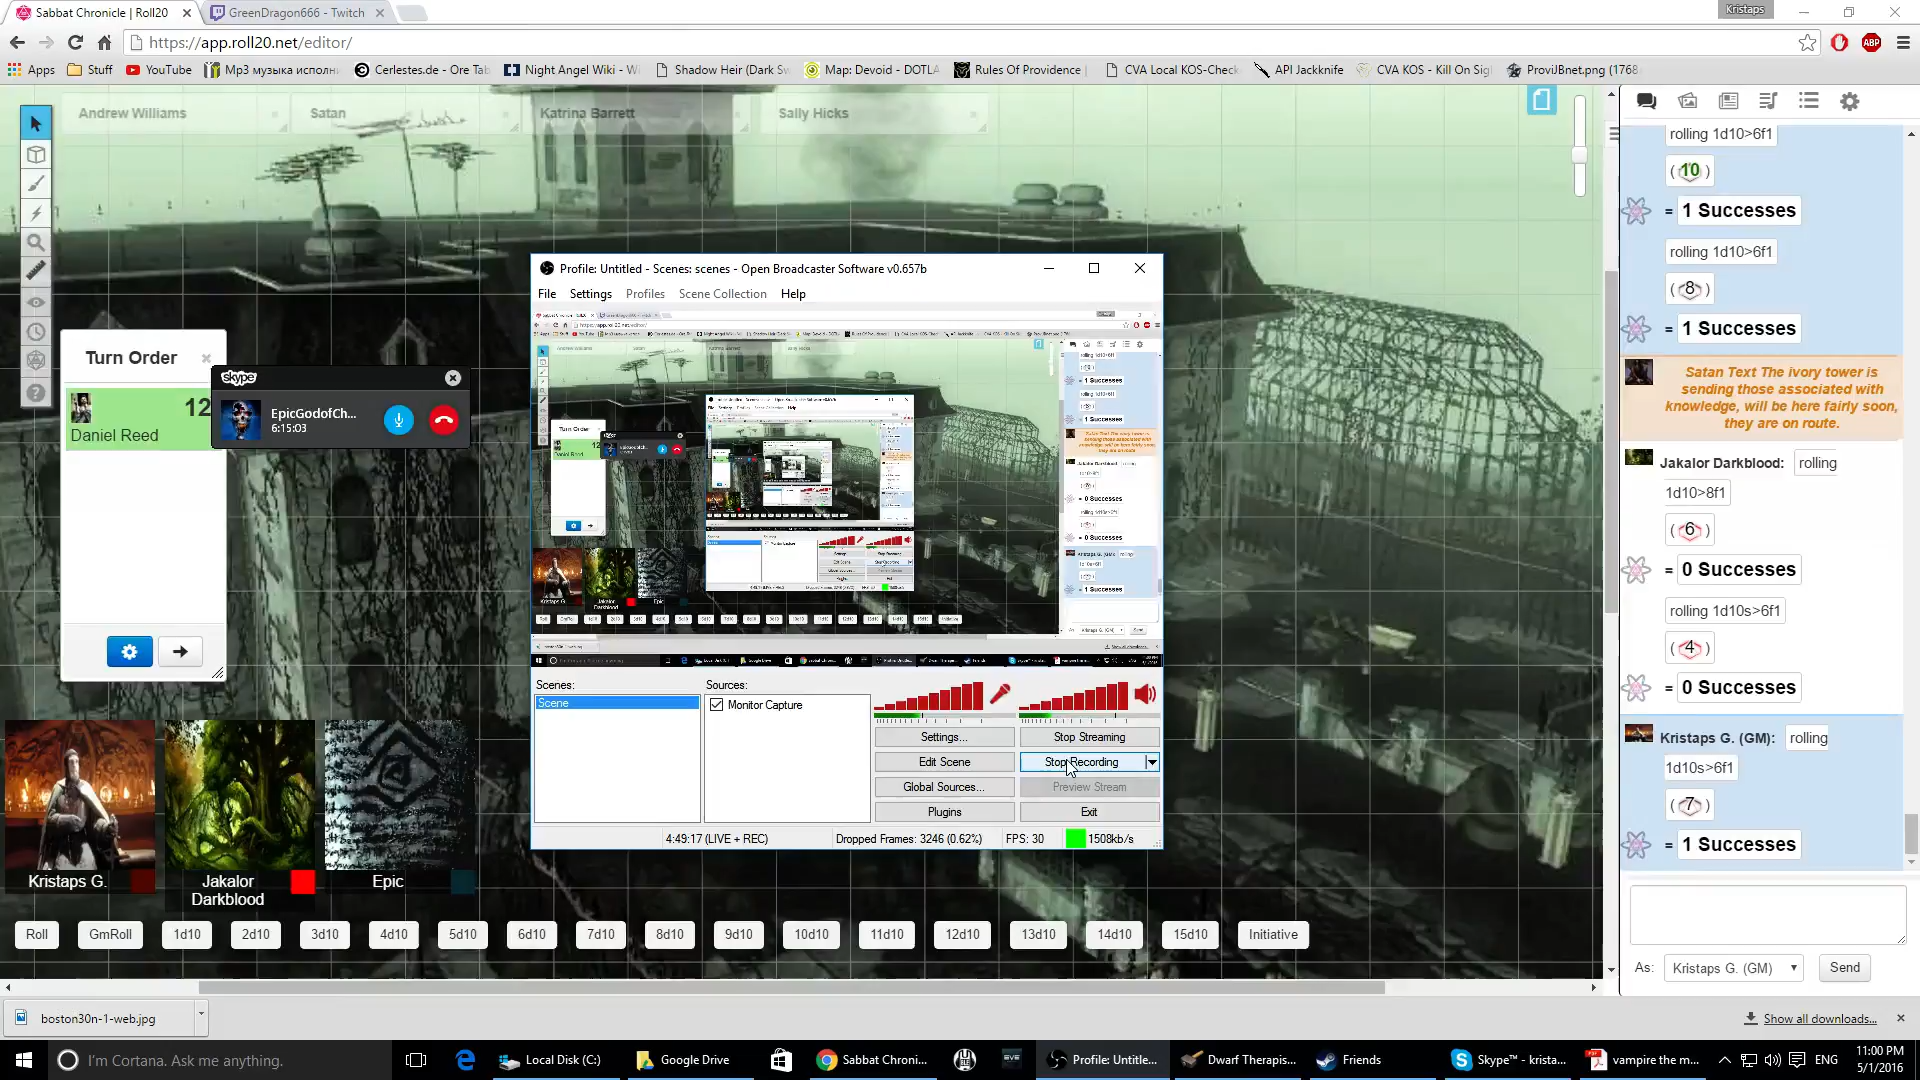 Sabbat Chronicle | Roll20
GreenDragon666 - Twitch
Kristaps
https://app.roll20.net/editor/
Apps
Stuff
YouTube
Mp3 музыка исполни
Cerlestes.de - Ore Tab
Night Angel Wiki - Wi
Shadow Heir (Dark Sw
Map: Devoid - DOTLA
Rules Of Providence
CVA Local KOS-Check
API Jackknife
CVA KOS - Kill On Sigl
ProviJBnet.png (1768
Andrew Williams
Satan
Katrina Barrett
Sally Hicks
Turn Order
12
Daniel Reed
skype
EpicGodofCh...
6:15:03
Profile: Untitled - Scenes: scenes - Open Broadcaster Software v0.657b
File Settings Profiles Scene Collection Help
Scenes:
Scene
Sources:
Monitor Capture
Settings...
Stop Streaming
Edit Scene
Stop Recording
Global Sources...
Preview Stream
Plugins
Exit
4:49:17 (LIVE + REC)
Dropped Frames: 3246 (0.62%)
FPS: 30
1508kb/s
rolling 1d10>6f1
(10)
= 1 Successes
rolling 1d10>6f1
(8)
= 1 Successes
Satan Text The ivory tower is
sending those associated with
knowledge, will be here fairly soon,
they are on route.
Jakalor Darkblood: rolling
1d10>8f1
(6)
= 0 Successes
rolling 1d10s>6f1
(4)
= 0 Successes
Kristaps G. (GM): rolling
1d10s>6f1
(7)
= 1 Successes
As: Kristaps G. (GM)
Send
Kristaps G.
Jakalor
Darkblood
Epic
Roll GmRoll 1d10 2d10 3d10 4d10 5d10 6d10 7d10 8d10 9d10 10d10 11d10 12d10 13d10 14d10 15d10 Initiative
boston30n-1-web.jpg
Show all downloads...
I'm Cortana. Ask me anything.
Local Disk (C:)
Google Drive
Sabbat Chroni...
EVE
Profile: Untitle...
Dwarf Therapis...
Friends
Skype™ - krista...
vampire the m...
ENG
11:00 PM
5/1/2016